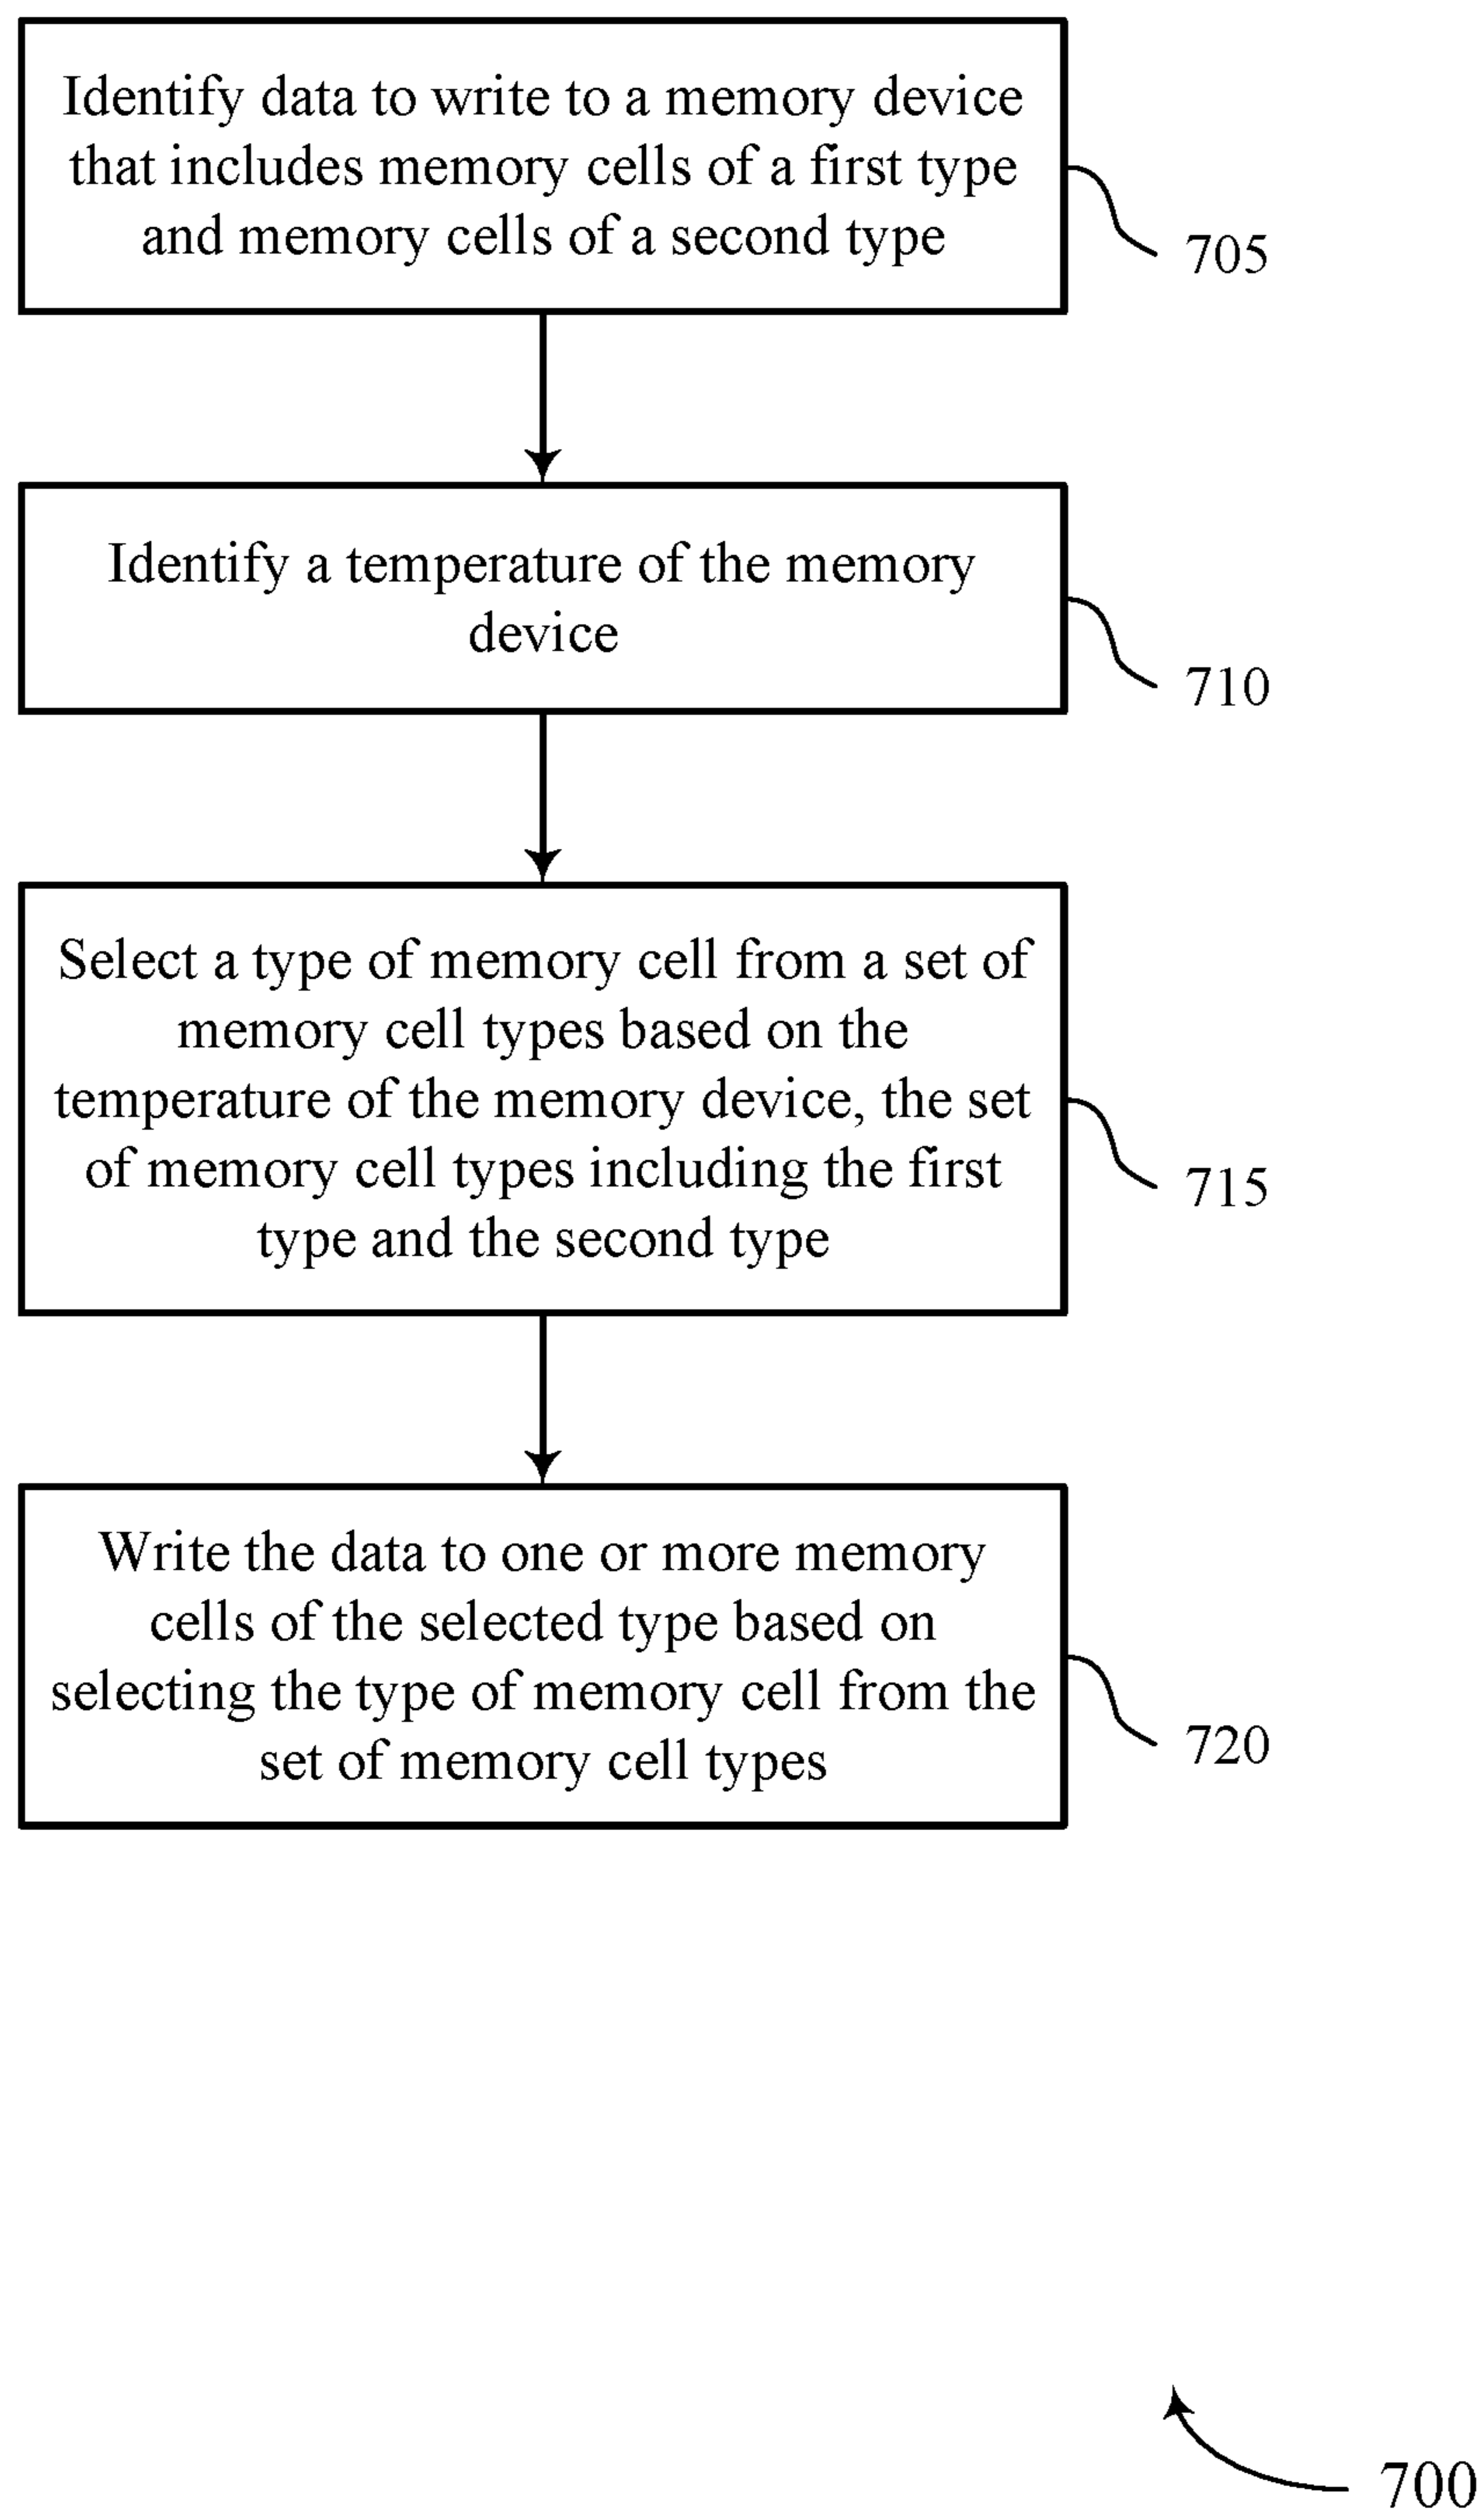 Identify data to write to a memory device
that includes memory cells of a first type
and memory cells of a second type
705
Identify a temperature of the memory
device
710
Select a type of memory cell from a set of
memory cell types based on the
temperature of the memory device, the set
of memory cell types including the first
type and the second type
715
Write the data to one or more memory
cells of the selected type based on
selecting the type of memory cell from the
set of memory cell types
720
700